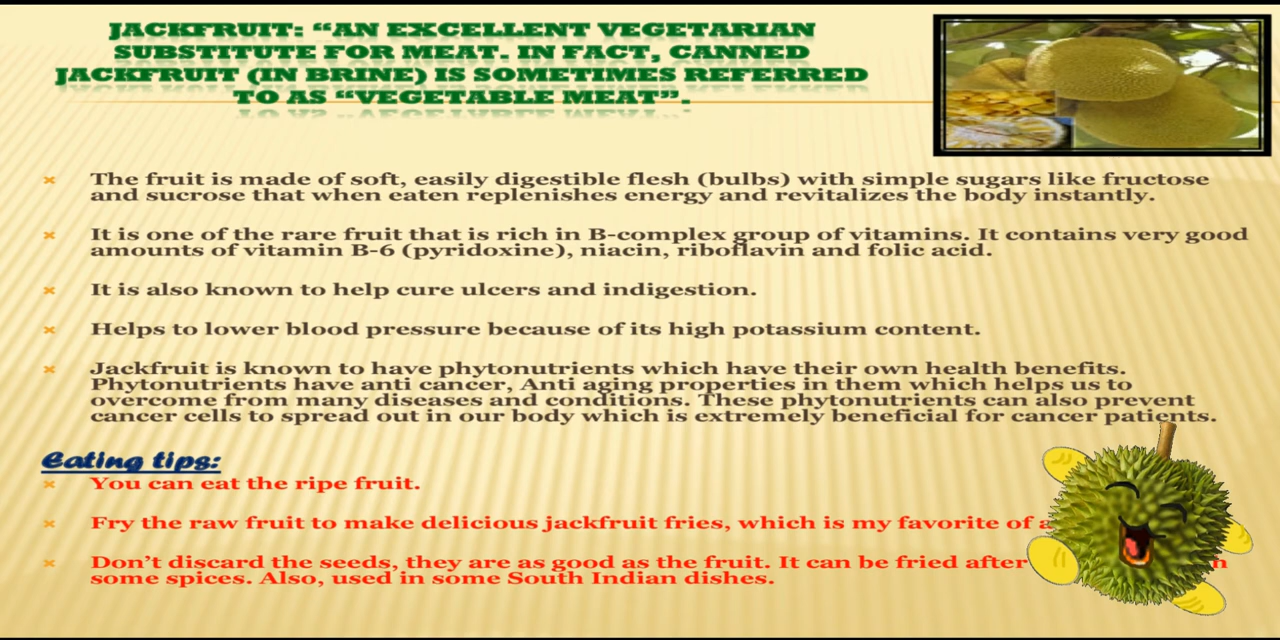 JACKFRUIT: “AN EXCELLENT VEGETARIAN
SUBSTITUTE FOR MEAT. IN FACT, CANNED
JACKFRUIT (IN BRINE) IS SOMETIMES REFERRED
TO AS “VEGETABLE MEAT”.
The fruit is made of soft, easily digestible flesh (bulbs) with simple sugars like fructose
and sucrose that when eaten replenishes energy and revitalizes the body instantly.
It is one of the rare fruit that is rich in B-complex group of vitamins. It contains very good
amounts of vitamin B-6 (pyridoxine), niacin, riboflavin and folic acid.
It is also known to help cure ulcers and indigestion.
Helps to lower blood pressure because of its high potassium content.
Jackfruit is known to have phytonutrients which have their own health benefits.
Phytonutrients have anti cancer, Anti aging properties in them which helps us to
overcome from many diseases and conditions. These phytonutrients can also prevent
cancer cells to spread out in our body which is extremely beneficial for cancer patients.
Eating tips:
You can eat the ripe fruit.
Fry the raw fruit to make delicious jackfruit fries, which is my favorite of
Don’t discard the seeds, they are as good as the fruit. It can be fried after
some spices. Also, used in some South Indian dishes.